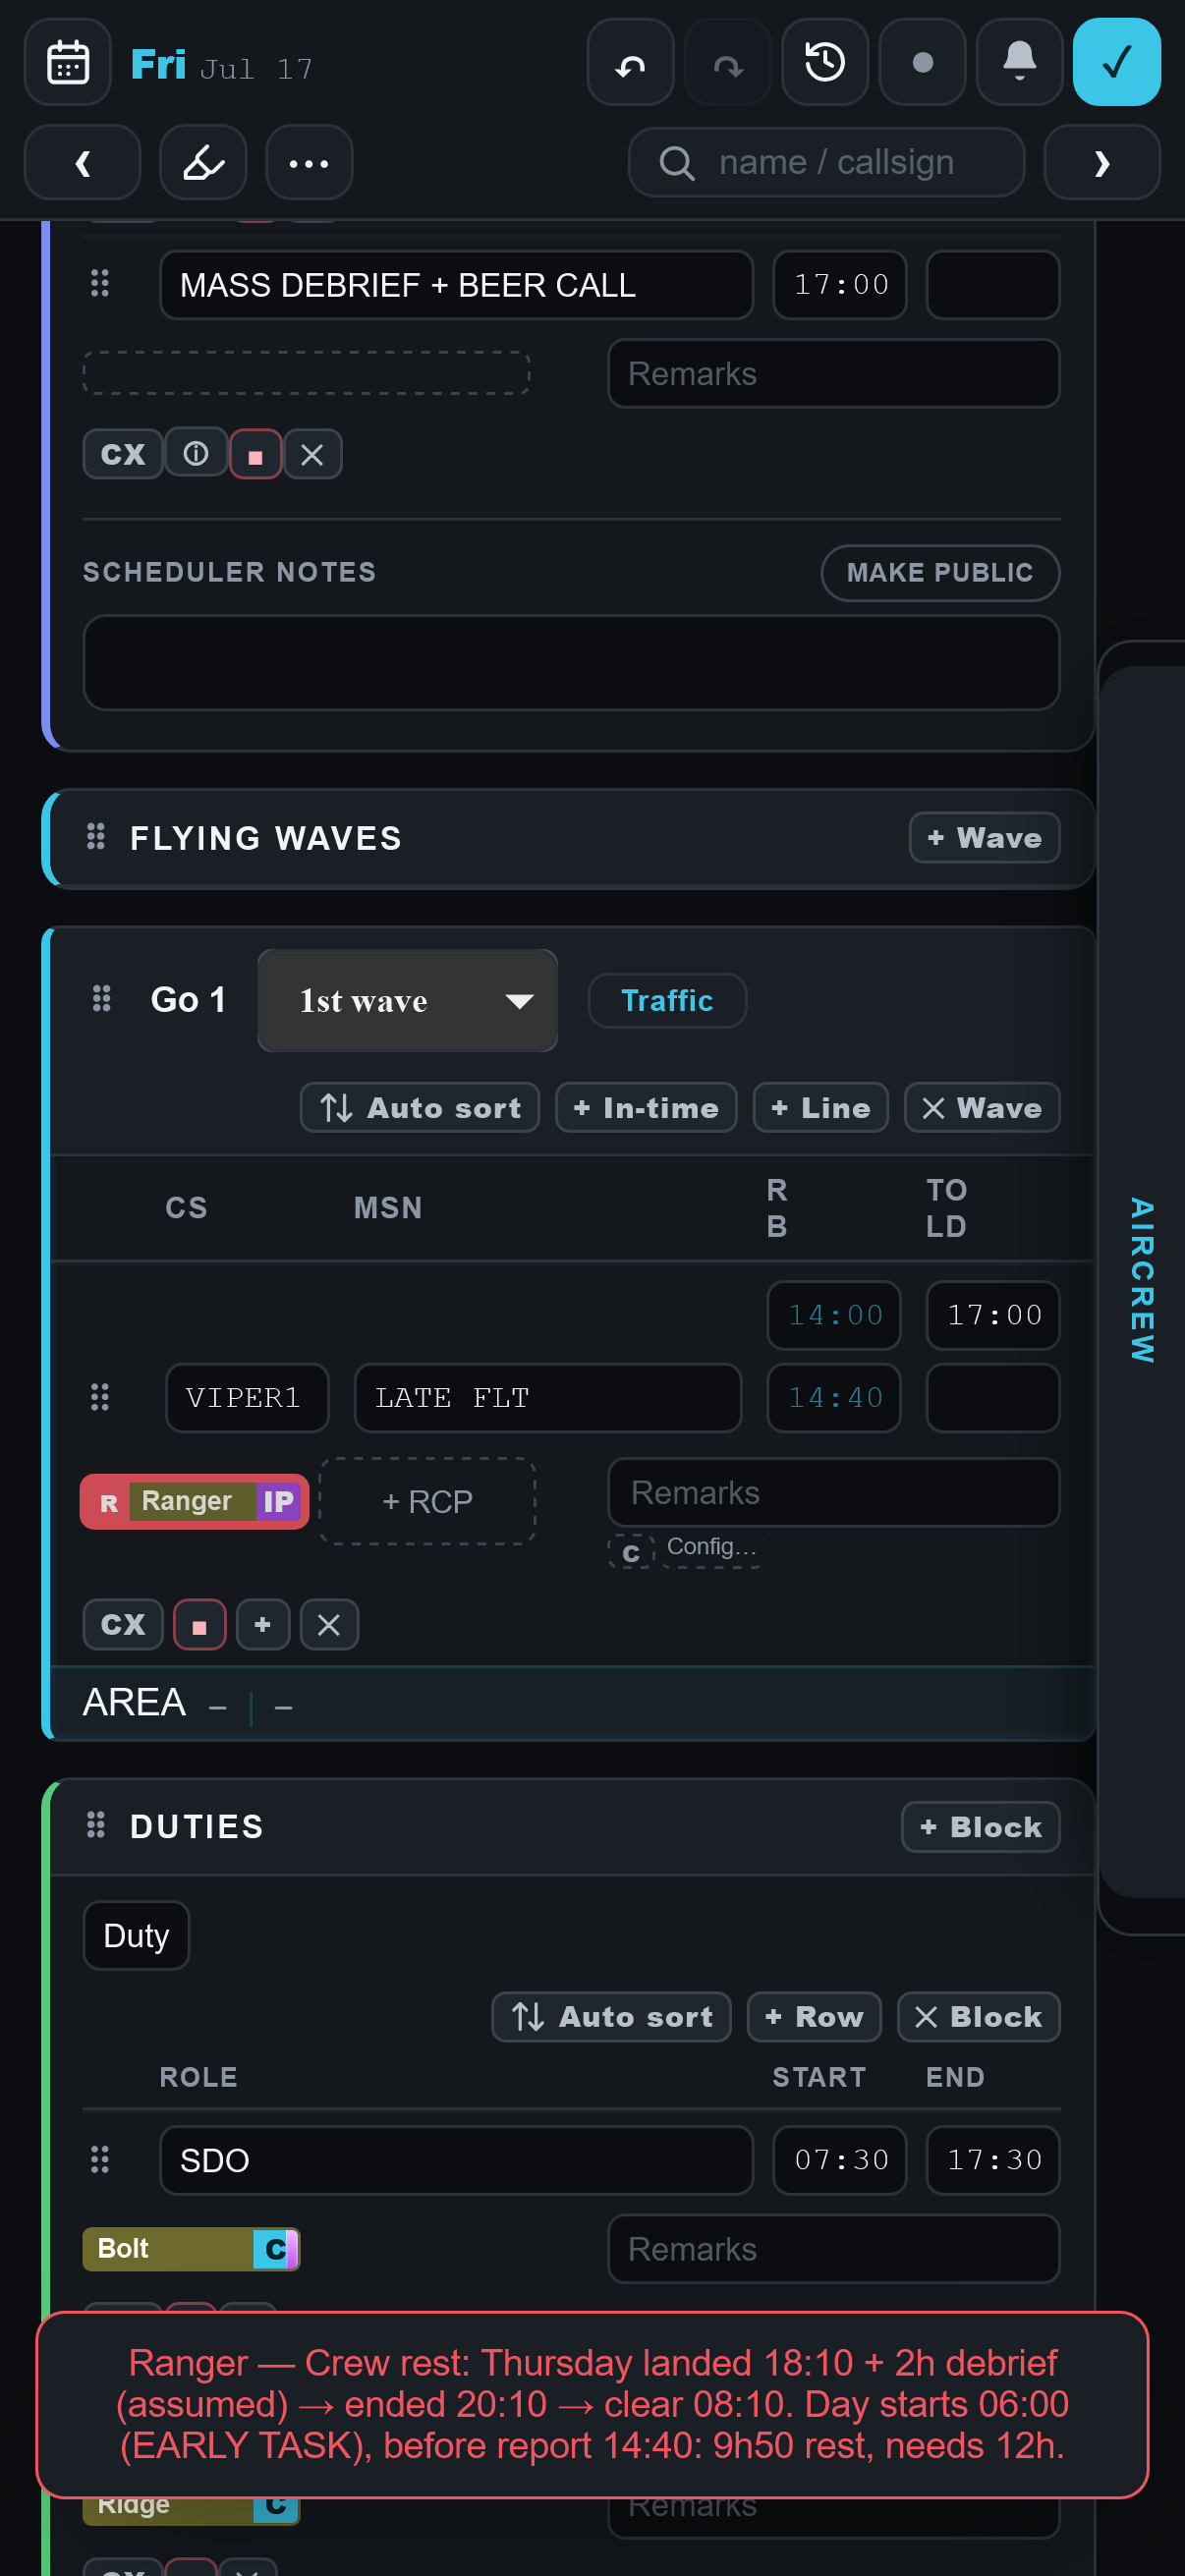 Fri Jul 17
name / callsign
MASS DEBRIEF + BEER CALL 17:00
Remarks
CX
SCHEDULER NOTES MAKE PUBLIC
FLYING WAVES + Wave
Go 1 1st wave Traffic
Auto sort + In-time + Line × Wave
CS MSN R TO
B LD
14:00 17:00
VIPER1 LATE FLT 14:40
R Ranger IP + RCP Remarks
C Config...
CX +
AREA – | –
AIRCREW
DUTIES + Block
Duty
Auto sort + Row × Block
ROLE START END
SDO 07:30 17:30
Bolt C Remarks
Ranger — Crew rest: Thursday landed 18:10 + 2h debrief
(assumed) → ended 20:10 → clear 08:10. Day starts 06:00
(EARLY TASK), before report 14:40: 9h50 rest, needs 12h.
Ridge C Remarks
CX